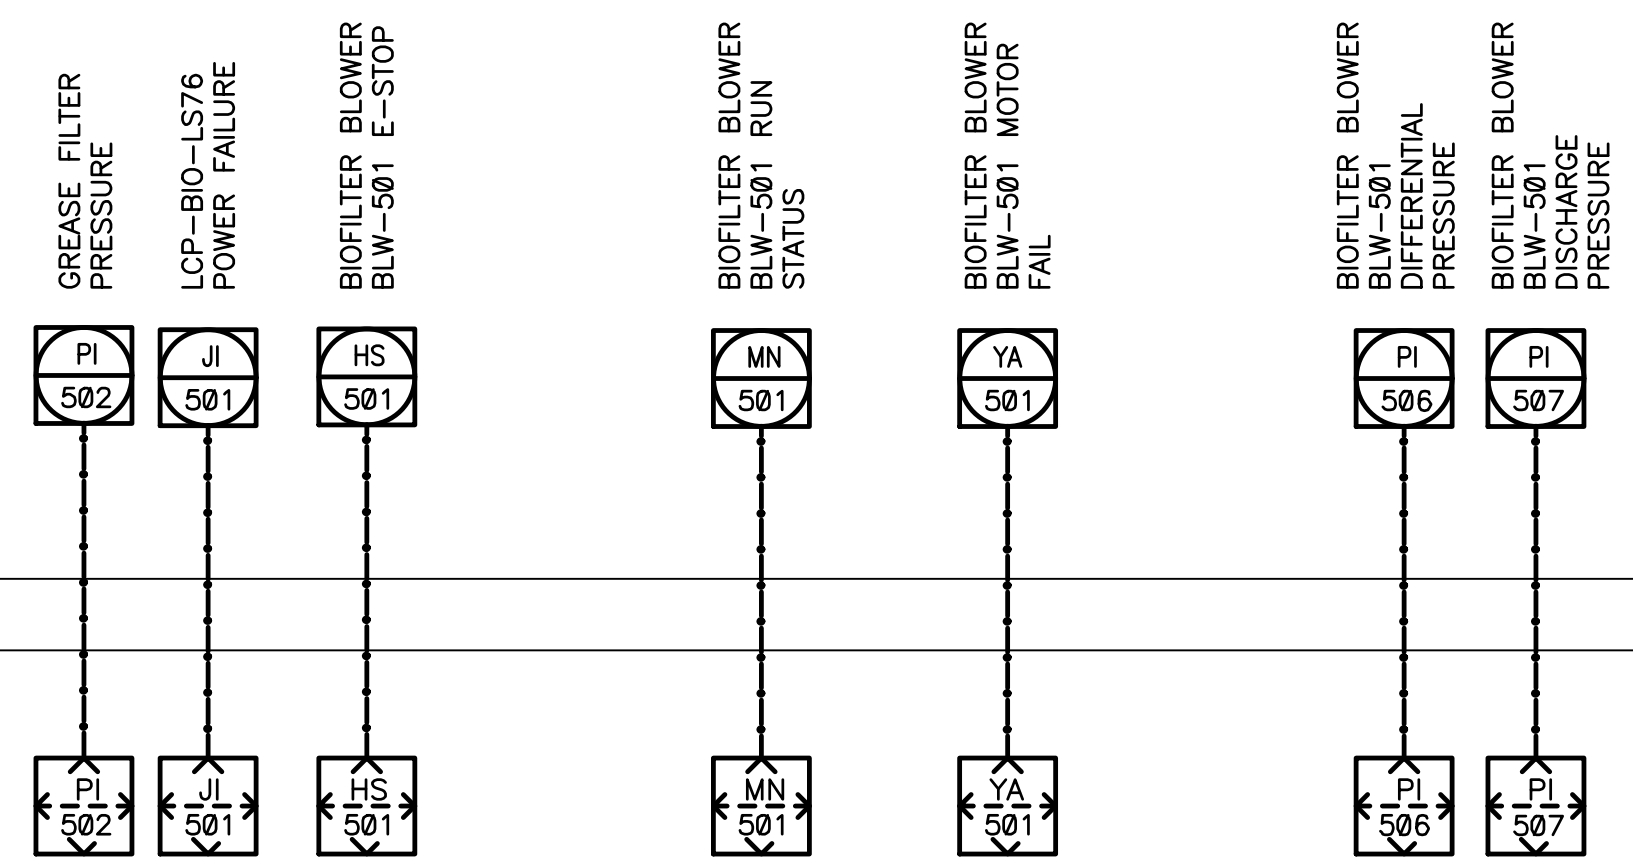 GREASE FILTER
PRESSURE
LCP-BIO-LS76
POWER FAILURE
BIOFILTER BLOWER
BLW-501 E-STOP
BIOFILTER BLOWER
BLW-501 RUN
STATUS
BIOFILTER BLOWER
BLW-501 MOTOR
FAIL
BIOFILTER BLOWER
BLW-501
DIFFERENTIAL
PRESSURE
BIOFILTER BLOWER
BLW-501
DISCHARGE
PRESSURE
PI
502
JI
501
HS
501
MN
501
YA
501
PI
506
PI
507
PI
502
JI
501
HS
501
MN
501
YA
501
PI
506
PI
507